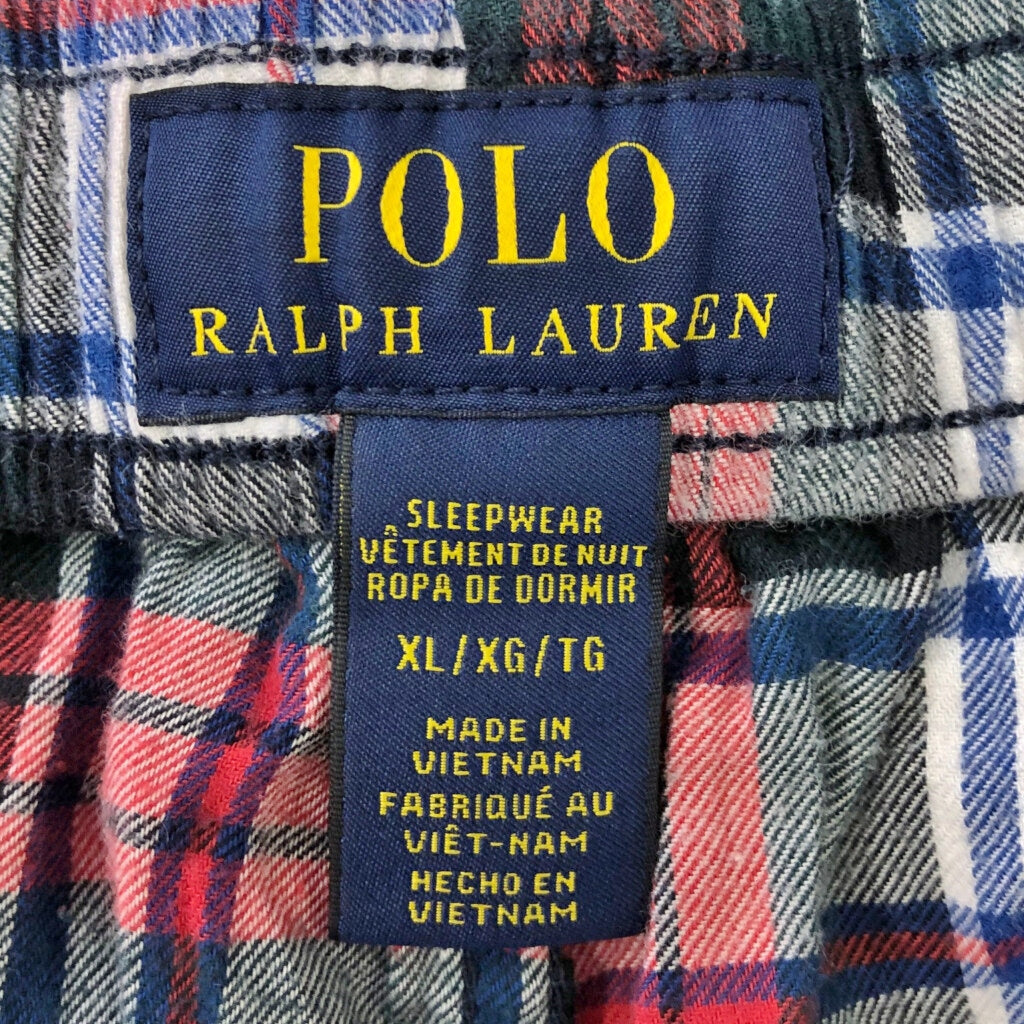 POLO
RALPH LAUREN
SLEEPWEAR
VÊTEMENT DE NUIT
ROPA DE DORMIR
XL/XG/TG
MADE IN
VIETNAM
FABRIQUÉ AU
VIÊT-NAM
HECHO EN
VIETNAM